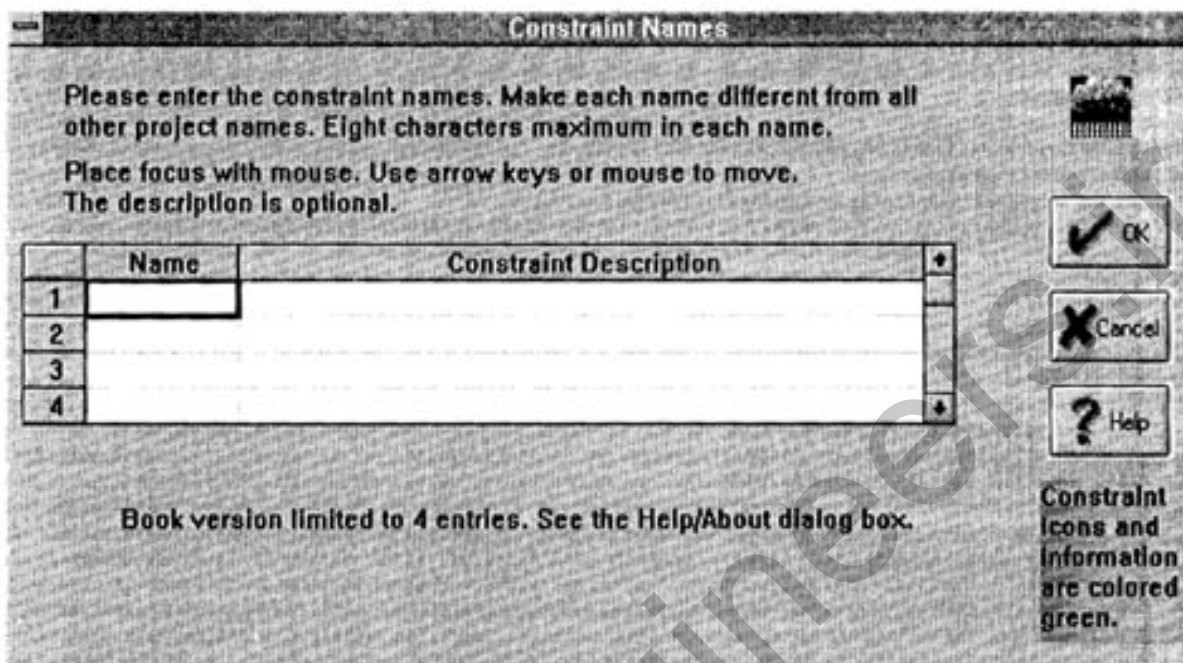 Constraint Names
Please enter the constraint names. Make each name different from all
other project names. Eight characters maximum in each name.
Place focus with mouse. Use arrow keys or mouse to move.
The description is optional.
Name Constraint Description
1
2
3
4
OK
Cancel
? Help
Book version limited to 4 entries. See the Help/About dialog box.
Constraint
icons and
information
are colored
green.